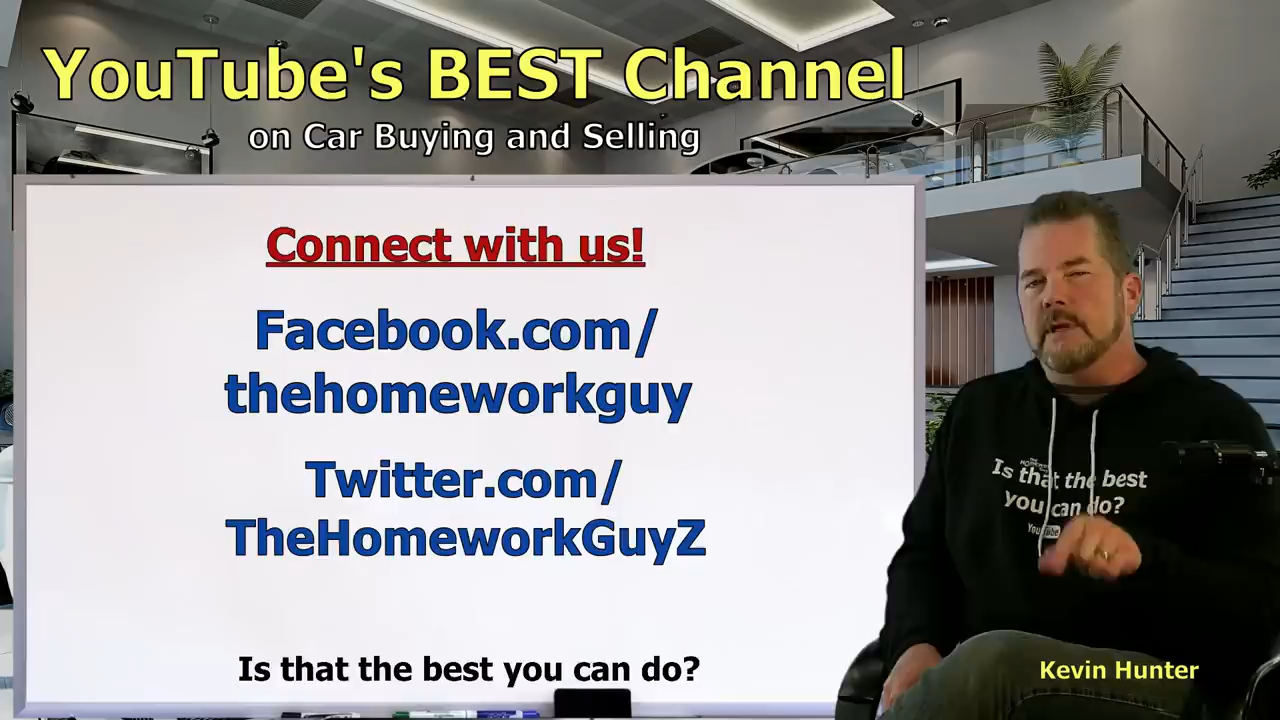 YouTube's BEST Channel
on Car Buying and Selling
Connect with us!
Facebook.com/
thehomeworkguy
Twitter.com/
TheHomeworkGuyZ
Is that the best you can do?
Is that the best
you can do?
YouTube
Kevin Hunter